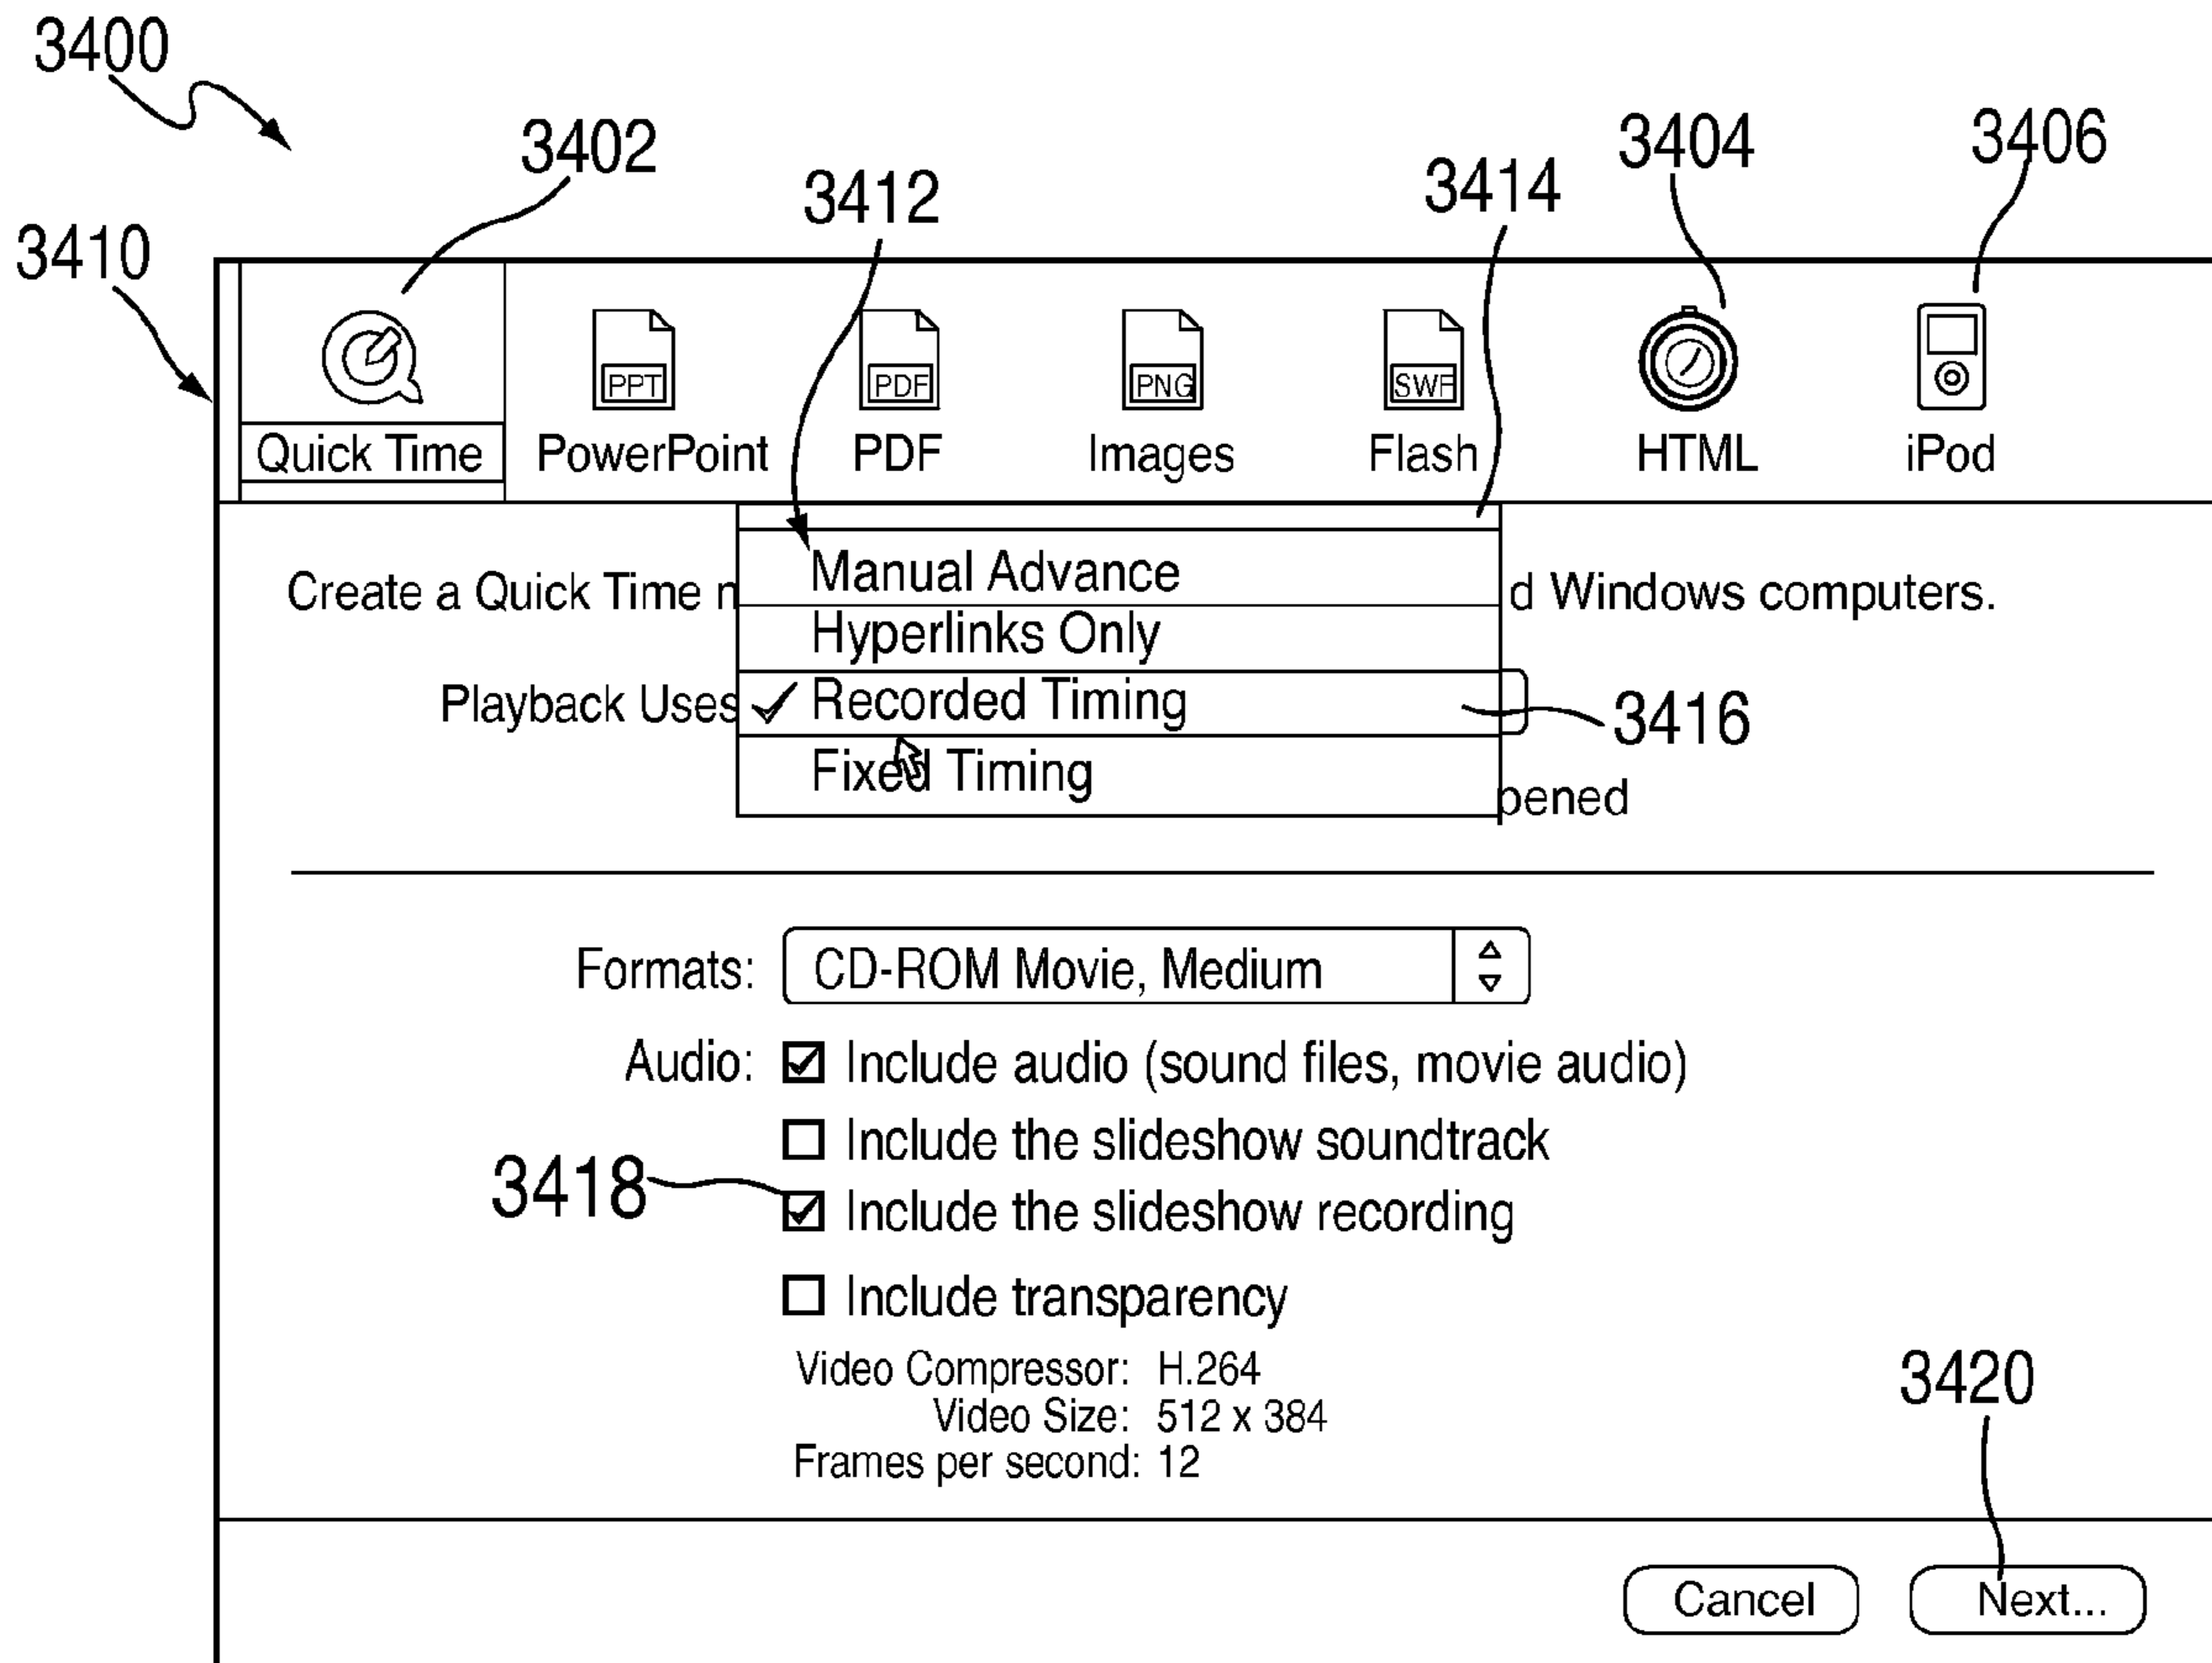 3400
3402
3412
3414
3404
3406
3410
PPT
PDF
PNG
SWF
Quick Time
PowerPoint
PDF
Images
Flash
HTML
iPod
Manual Advance
Create a Quick Time
d Windows computers.
Hyperlinks Only
Playback Uses
Recorded Timing
3416
Fixed Timing
pened
Formats: CD-ROM Movie, Medium
Audio: Include audio (sound files, movie audio)
Include the slideshow soundtrack
3418
Include the slideshow recording
Include transparency
Video Compressor: H.264
Video Size: 512 x 384
Frames per second: 12
3420
Cancel
Next...